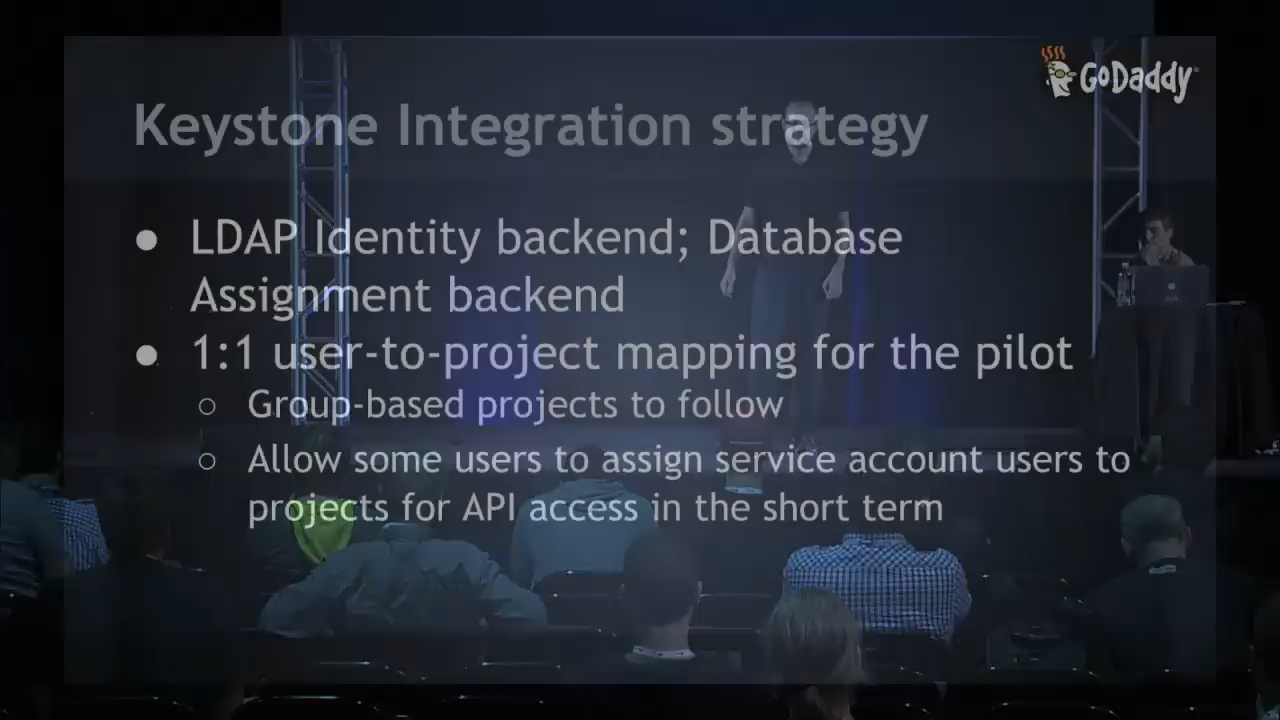 GoDaddy
Keystone Integration strategy
● LDAP Identity backend; Database
Assignment backend
● 1:1 user-to-project mapping for the pilot
○ Group-based projects to follow
○ Allow some users to assign service account users to
projects for API access in the short term